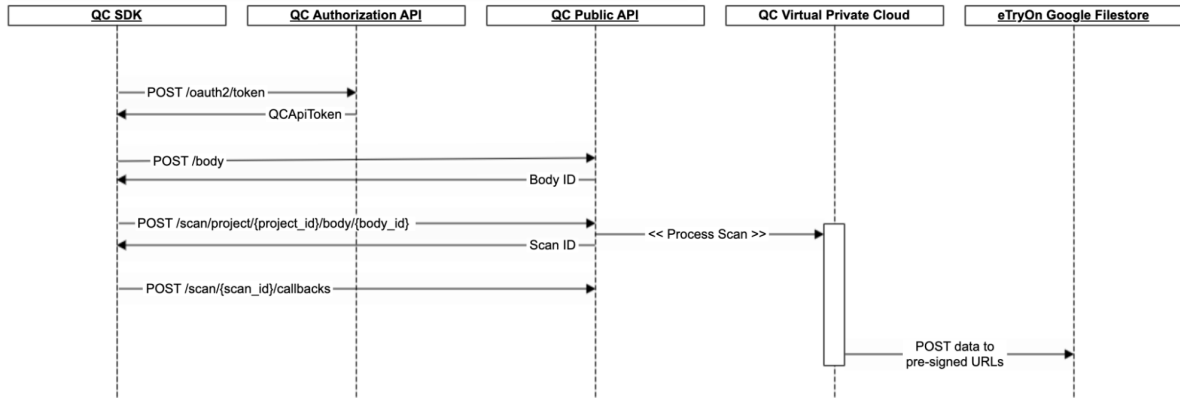 QC SDK
QC Authorization API
QC Public API
QC Virtual Private Cloud
eTryOn Google Filestore
POST /oauth2/token
QCApiToken
POST /body
Body ID
POST /scan/project/{project_id}/body/{body_id}
<< Process Scan >>
Scan ID
POST /scan/{scan_id}/callbacks
POST data to
pre-signed URLs